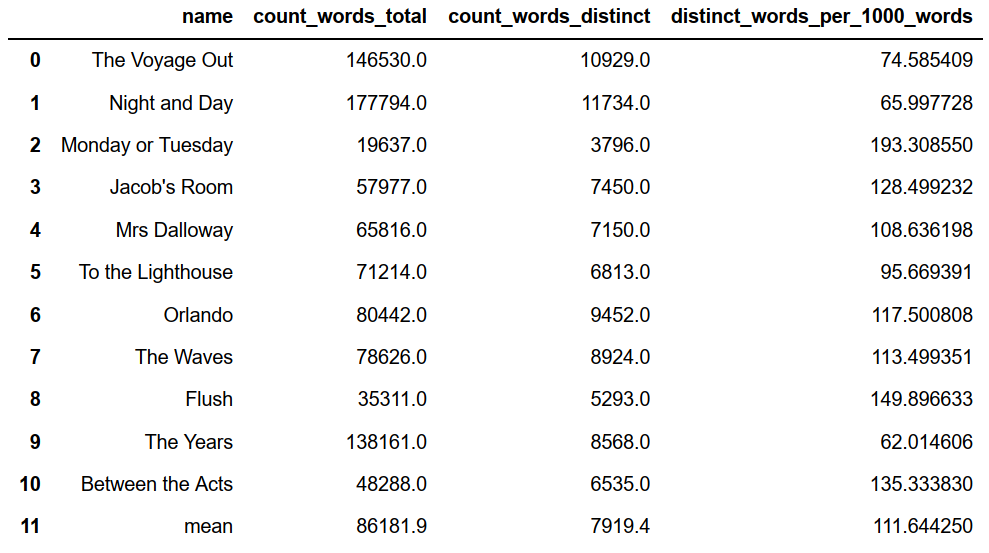 name count_words_total count_words_distinct distinct_words_per_1000_words
0 The Voyage Out 146530.0 10929.0 74.585409
1 Night and Day 177794.0 11734.0 65.997728
2 Monday or Tuesday 19637.0 3796.0 193.308550
3 Jacob's Room 57977.0 7450.0 128.499232
4 Mrs Dalloway 65816.0 7150.0 108.636198
5 To the Lighthouse 71214.0 6813.0 95.669391
6 Orlando 80442.0 9452.0 117.500808
7 The Waves 78626.0 8924.0 113.499351
8 Flush 35311.0 5293.0 149.896633
9 The Years 138161.0 8568.0 62.014606
10 Between the Acts 48288.0 6535.0 135.333830
11 mean 86181.9 7919.4 111.644250